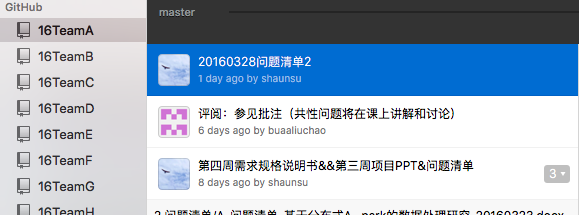 GitHub
16TeamA
16TeamB
16TeamC
16TeamD
16TeamE
16TeamF
16TeamG
16TeamH
master
20160328问题清单2
1 day ago by shaunsu
评阅：参见批注（共性问题将在课上讲解和讨论）
6 days ago by buaaliuchao
第四周需求规格说明书&&第三周项目PPT&问题清单
8 days ago by shaunsu
3